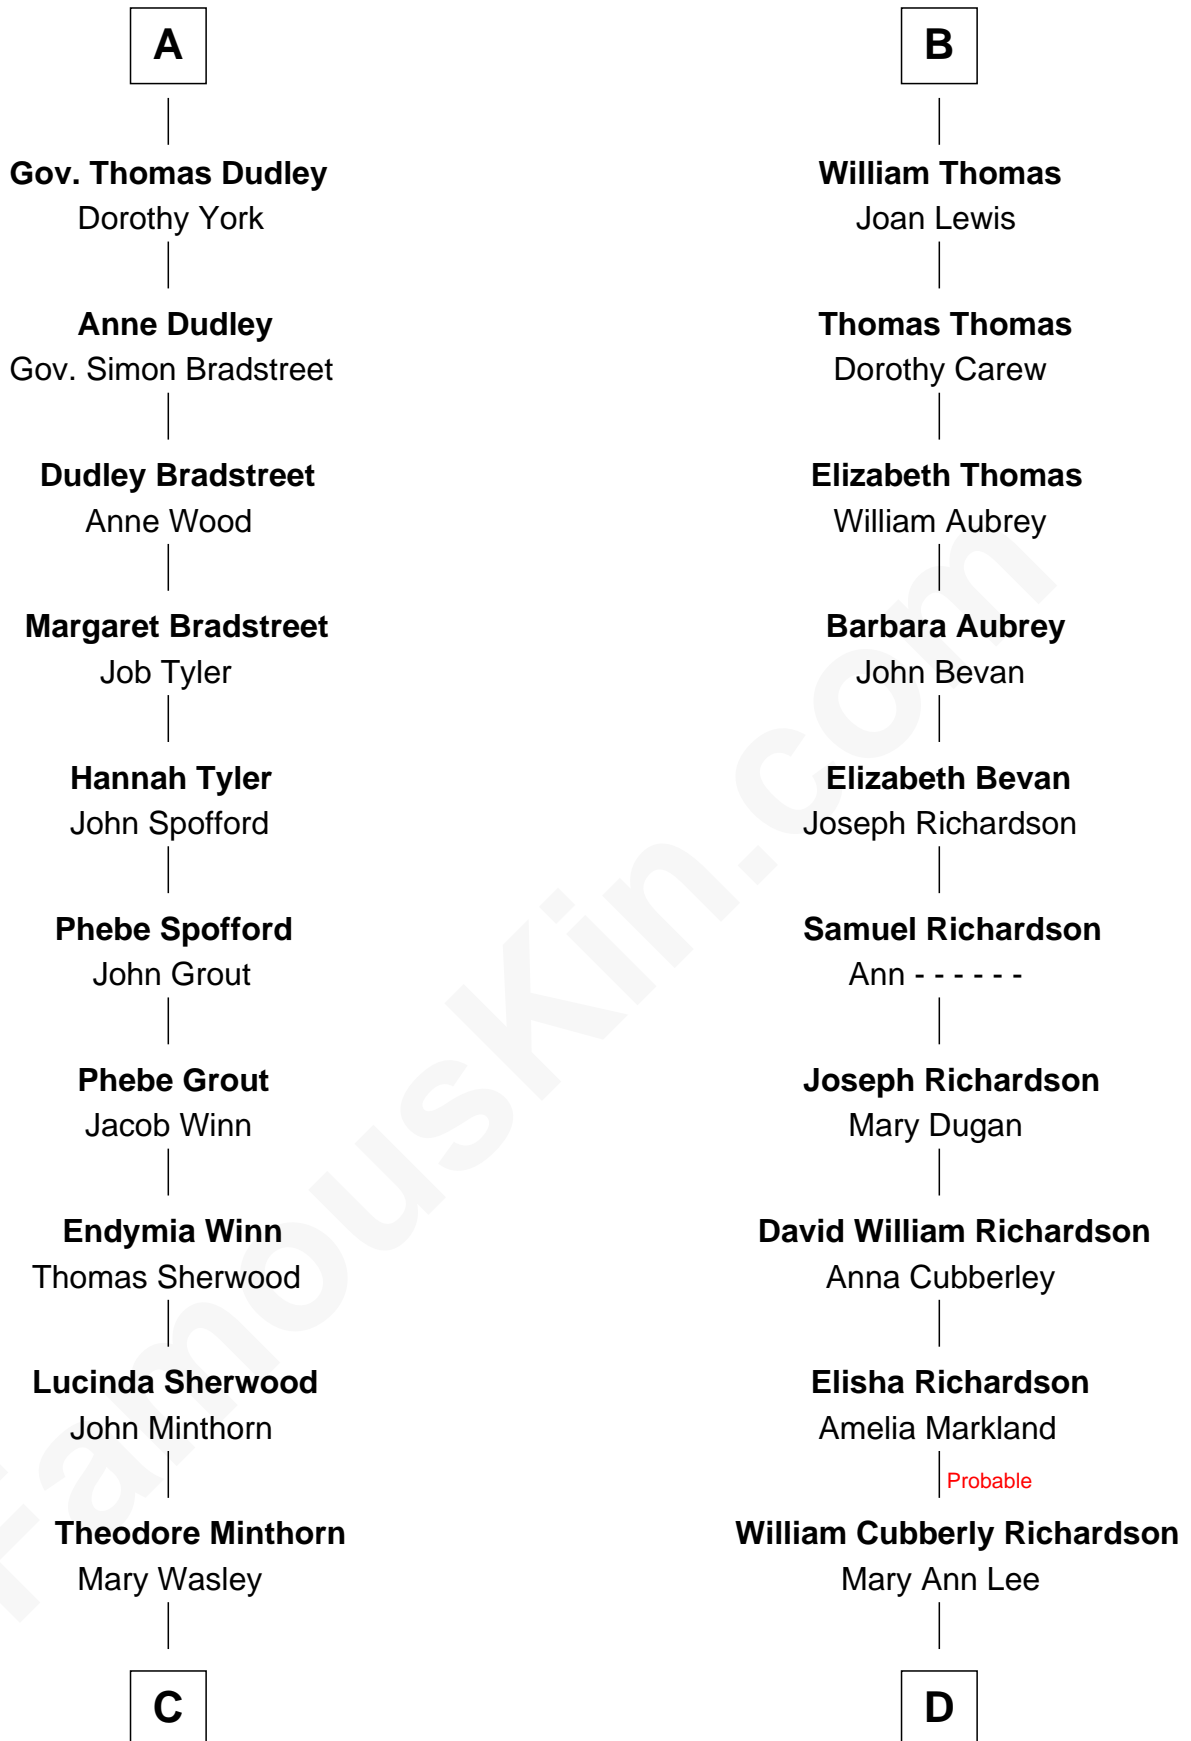 A
Gov. Thomas Dudley
Dorothy York
Anne Dudley
Gov. Simon Bradstreet
Dudley Bradstreet
Anne Wood
Margaret Bradstreet
Job Tyler
Hannah Tyler
John Spofford
Phebe Spofford
John Grout
Phebe Grout
Jacob Winn
Endymia Winn
Thomas Sherwood
Lucinda Sherwood
John Minthorn
Theodore Minthorn
Mary Wasley
C
B
William Thomas
Joan Lewis
Thomas Thomas
Dorothy Carew
Elizabeth Thomas
William Aubrey
Barbara Aubrey
John Bevan
Elizabeth Bevan
Joseph Richardson
Samuel Richardson
Ann - - - - - -
Joseph Richardson
Mary Dugan
David William Richardson
Anna Cubberley
Elisha Richardson
Amelia Markland
Probable
William Cubberly Richardson
Mary Ann Lee
D
FamousKin.com